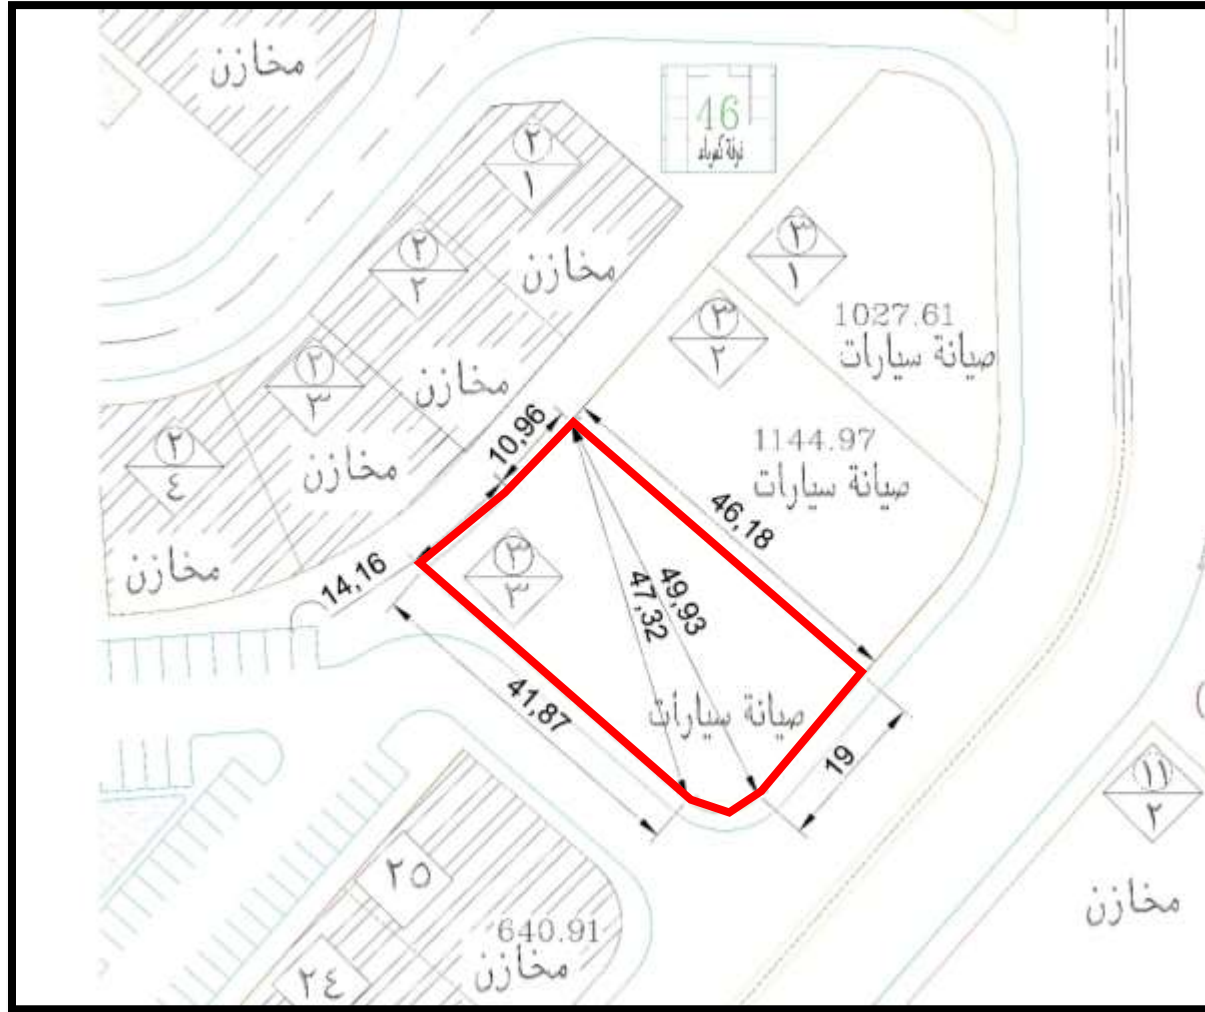 مخازن
46
غرفة كهرباء
٢
١
مخازن
٢
٢
مخازن
٢
٣
مخازن
٢
٤
مخازن
٣
١
1027.61
صيانة سيارات
٣
٢
1144.97
صيانة سيارات
10,96
14,16
46,18
49,93
47,32
41,87
19
٣
٣
صيانة سيارات
١١
٢
مخازن
٢٥
640.91
مخازن
٢٤